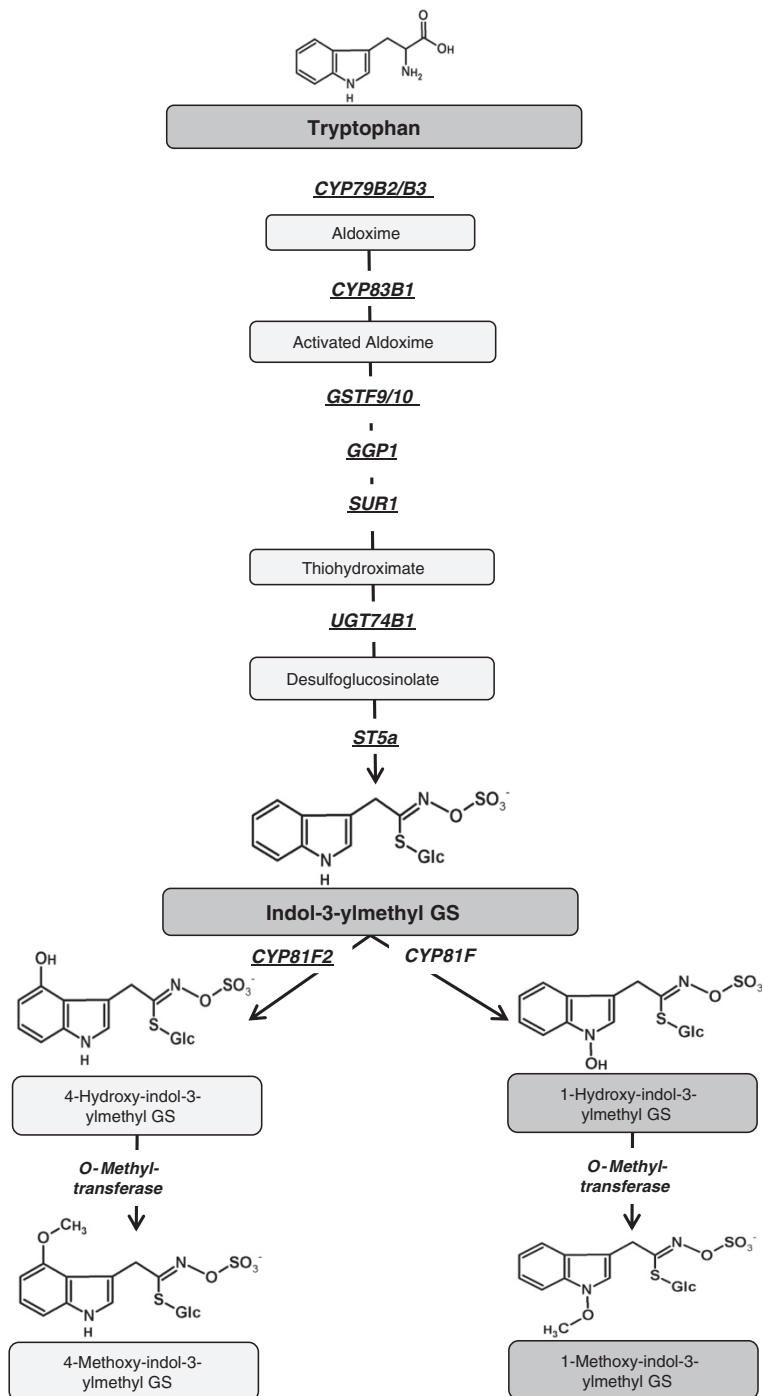 O
OH
NH₂
N
H
Tryptophan
CYP79B2/B3
Aldoxime
CYP83B1
Activated Aldoxime
GSTF9/10
GGP1
SUR1
Thiohydroximate
UGT74B1
Desulfoglucosinolate
ST5a
N O SO₃⁻
S Glc
N
H
Indol-3-ylmethyl GS
CYP81F2 CYP81F
OH
N O SO₃⁻
S Glc
N
H
4-Hydroxy-indol-3-
ylmethyl GS
O-Methyl-
transferase
O CH₃
N O SO₃⁻
S Glc
N
H
4-Methoxy-indol-3-
ylmethyl GS
N O SO₃
S Glc
N
OH
1-Hydroxy-indol-3-
ylmethyl GS
O-Methyl-
transferase
N O SO₃⁻
S Glc
N
O
H₃C
1-Methoxy-indol-3-
ylmethyl GS